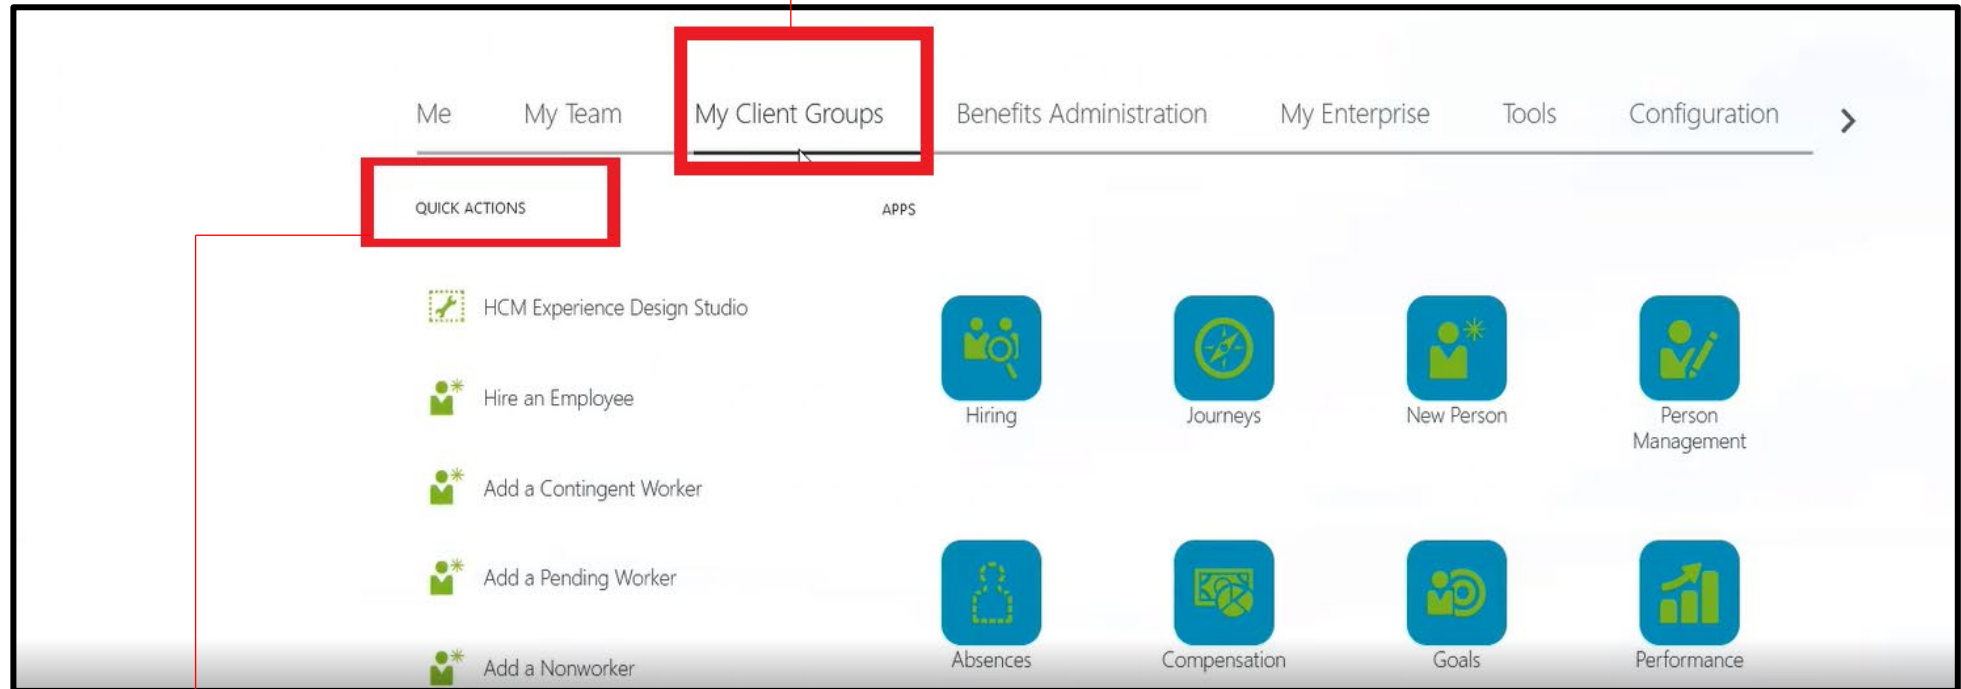 Me My Team My Client Groups Benefits Administration My Enterprise Tools Configuration
QUICK ACTIONS
HCM Experience Design Studio
Hire an Employee
Add a Contingent Worker
Add a Pending Worker
Add a Nonworker
APPS
Hiring
Journeys
New Person
Person
Management
Absences
Compensation
Goals
Performance